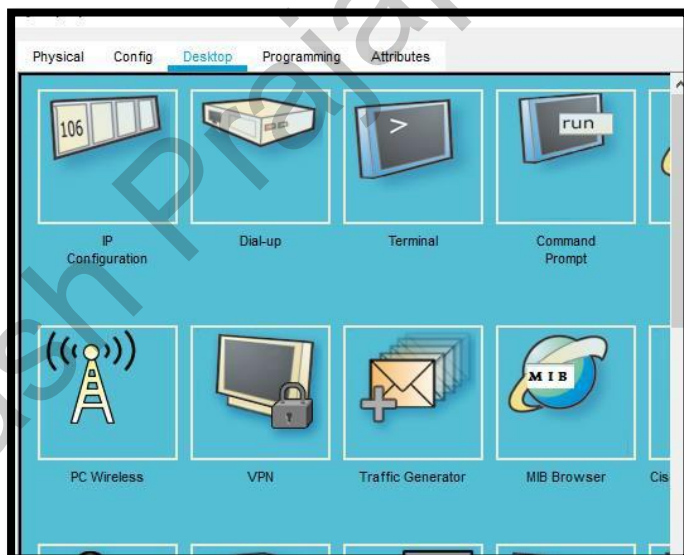 Physical Config Desktop Programming Attributes
106
>
run
IP
Configuration
Dial-up
Terminal
Command
Prompt
MIB
PC Wireless
VPN
Traffic Generator
MIB Browser
Cis